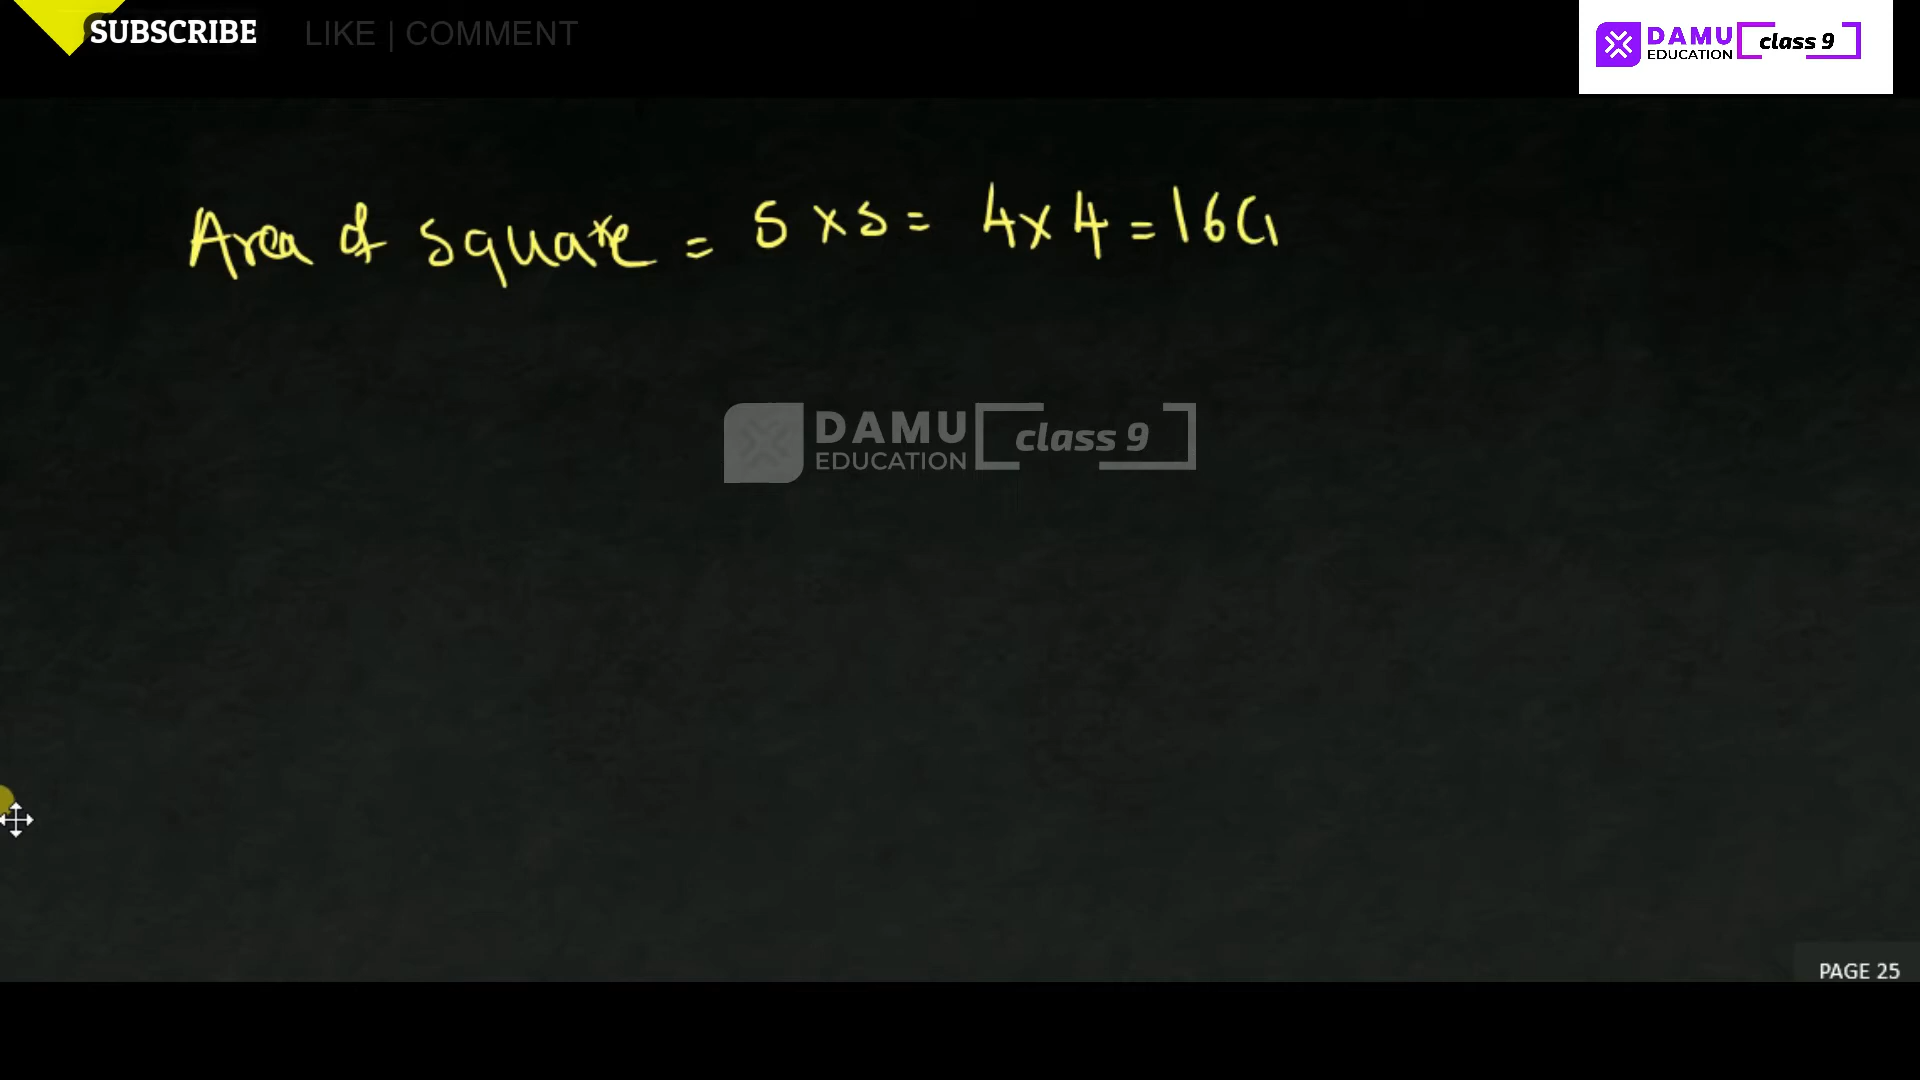 SUBSCRIBE LIKE | COMMENT
DAMU EDUCATION class 9
Area of square = s x s = 4 x 4 = 16
DAMU EDUCATION class 9
PAGE 25